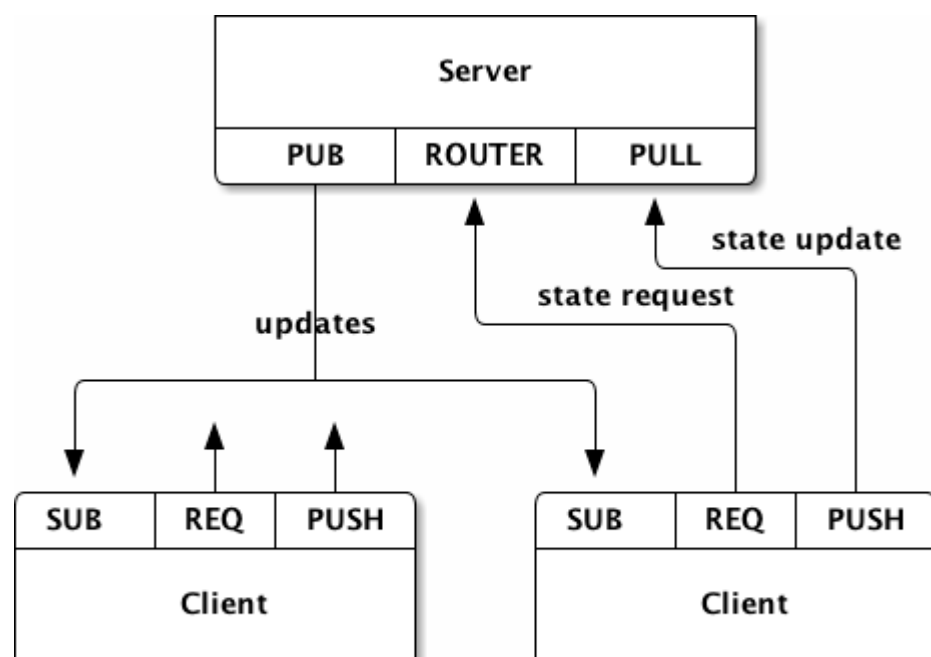 Server
PUB ROUTER PULL
state update
state request
updates
SUB REQ PUSH SUB REQ PUSH
Client Client